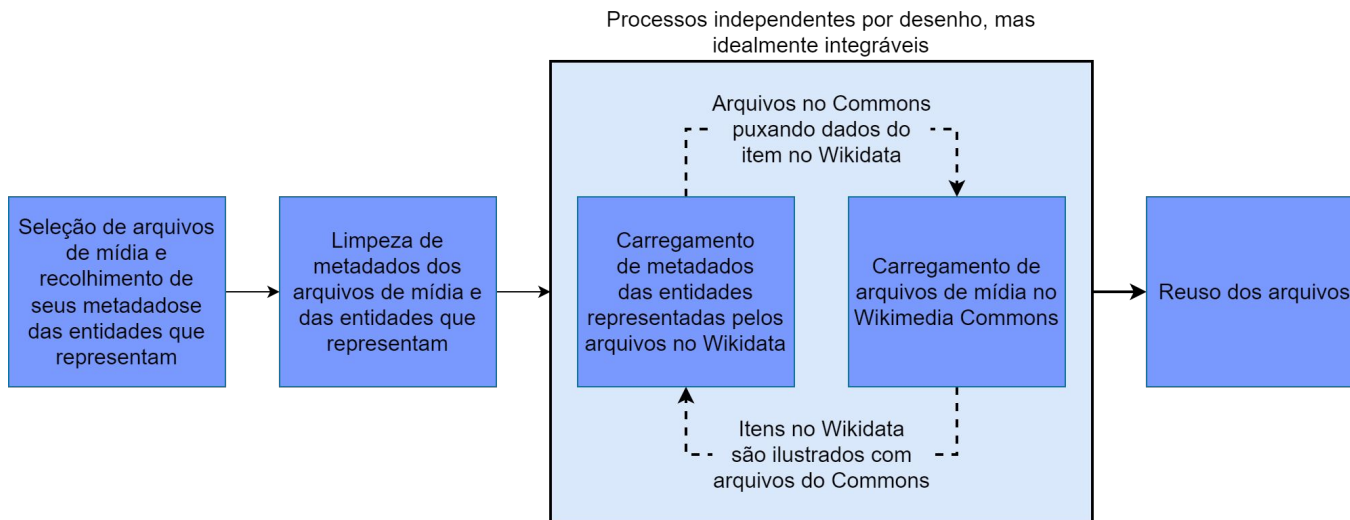 Processos independentes por desenho, mas
idealmente integráveis
Seleção de arquivos
de mídia e
recolhimento de
seus metadadose
das entidades que
representam
Limpeza de
metadados dos
arquivos de mídia e
das entidades que
representam
Arquivos no Commons
puxando dados do
item no Wikidata
Carregamento
de metadados
das entidades
representadas pelos
arquivos no Wikidata
Carregamento de
arquivos de mídia no
Wikimedia Commons
Itens no Wikidata
são ilustrados com
arquivos do Commons
Reuso dos arquivos